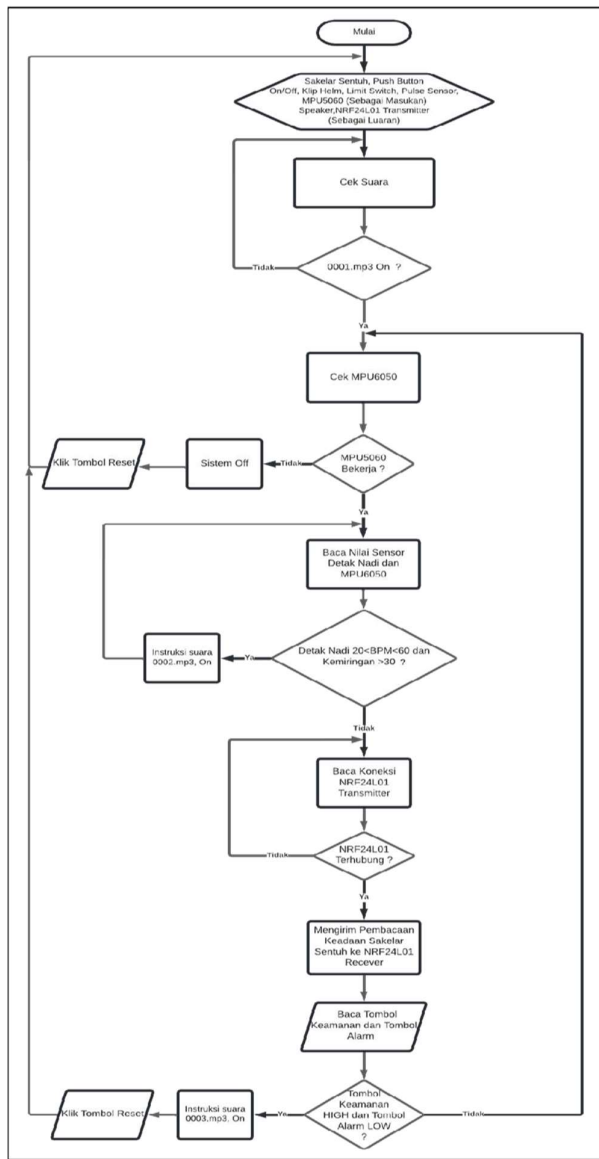 Mulai
Sakelar Sentuh, Push Button
On/Off, Klip Helm, Limit Switch, Pulse Sensor,
MPU5060 (Sebagai Masukan)
Speaker,NRF24L01 Transmitter
(Sebagai Luaran)
Cek Suara
0001.mp3 On ?
Tidak
Ya
Cek MPU6050
MPU5060
Bekerja ?
Tidak
Sistem Off
Klik Tombol Reset
Ya
Baca Nilai Sensor
Detak Nadi dan
MPU6050
Detak Nadi 20<BPM<60 dan
Kemiringan >30 ?
Ya
Instruksi suara
0002.mp3, On
Tidak
Baca Koneksi
NRF24L01
Transmitter
NRF24L01
Terhubung ?
Tidak
Ya
Mengirim Pembacaan
Keadaan Sakelar
Sentuh ke NRF24L01
Recever
Baca Tombol
Keamanan dan Tombol
Alarm
Tombol
Keamanan
HIGH dan Tombol
Alarm LOW
?
Ya
Instruksi suara
0003.mp3, On
Klik Tombol Reset
Tidak